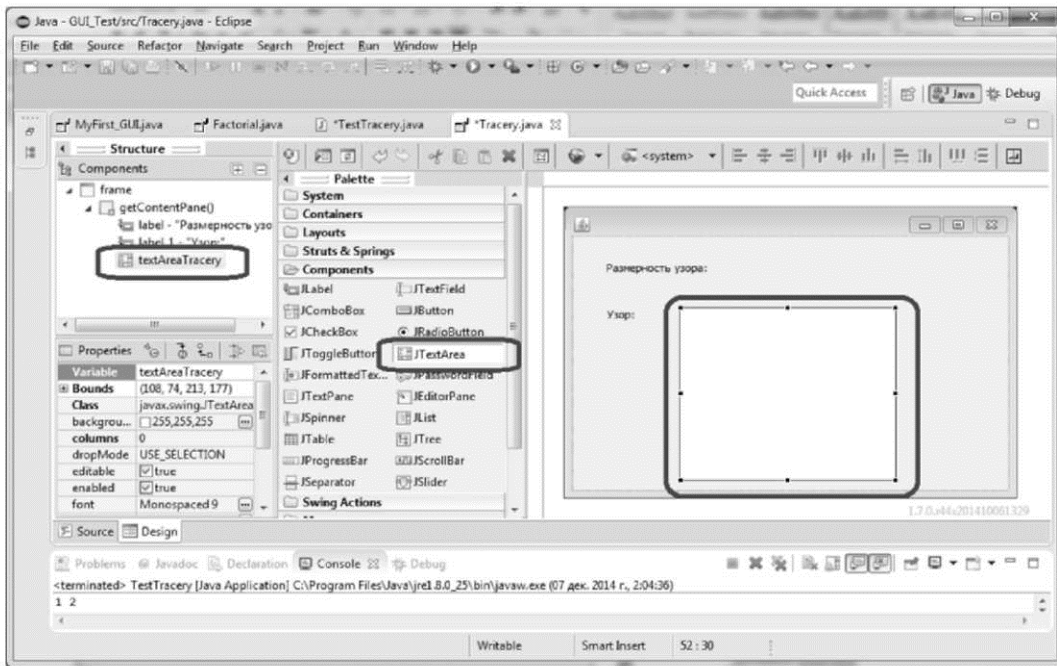 Java - GUI_Test/src/Tracery.java - Eclipse
File Edit Source Refactor Navigate Search Project Run Window Help
Quick Access Java Debug
MyFirst_GUI.java Factorial.java *TestTracery.java *Tracery.java
Structure
Components
frame
getContentPane()
label - "Размерность узо
label_1 - "Узор:"
textAreaTracery
Properties
Variable textAreaTracery
Bounds (108, 74, 213, 177)
Class javax.swing.JTextArea
backgrou... 255,255,255
columns 0
dropMode USE_SELECTION
editable true
enabled true
font Monospaced 9
<system>
Palette
System
Containers
Layouts
Struts & Springs
Components
JLabel JTextField
JComboBox JButton
JCheckBox JRadioButton
JToggleButton JTextArea
JFormattedTex... JPasswordField
JTextPane JEditorPane
JSpinner JList
JTable JTree
JProgressBar JScrollBar
JSeparator JSlider
Swing Actions
Размерность узора:
Узор:
1.7.0.r44x201410061329
Source Design
Problems @ Javadoc Declaration Console Debug
<terminated> TestTracery [Java Application] C:\Program Files\Java\jre1.8.0_25\bin\javaw.exe (07 дек. 2014 г., 2:04:36)
1 2
Writable Smart Insert 52 : 30